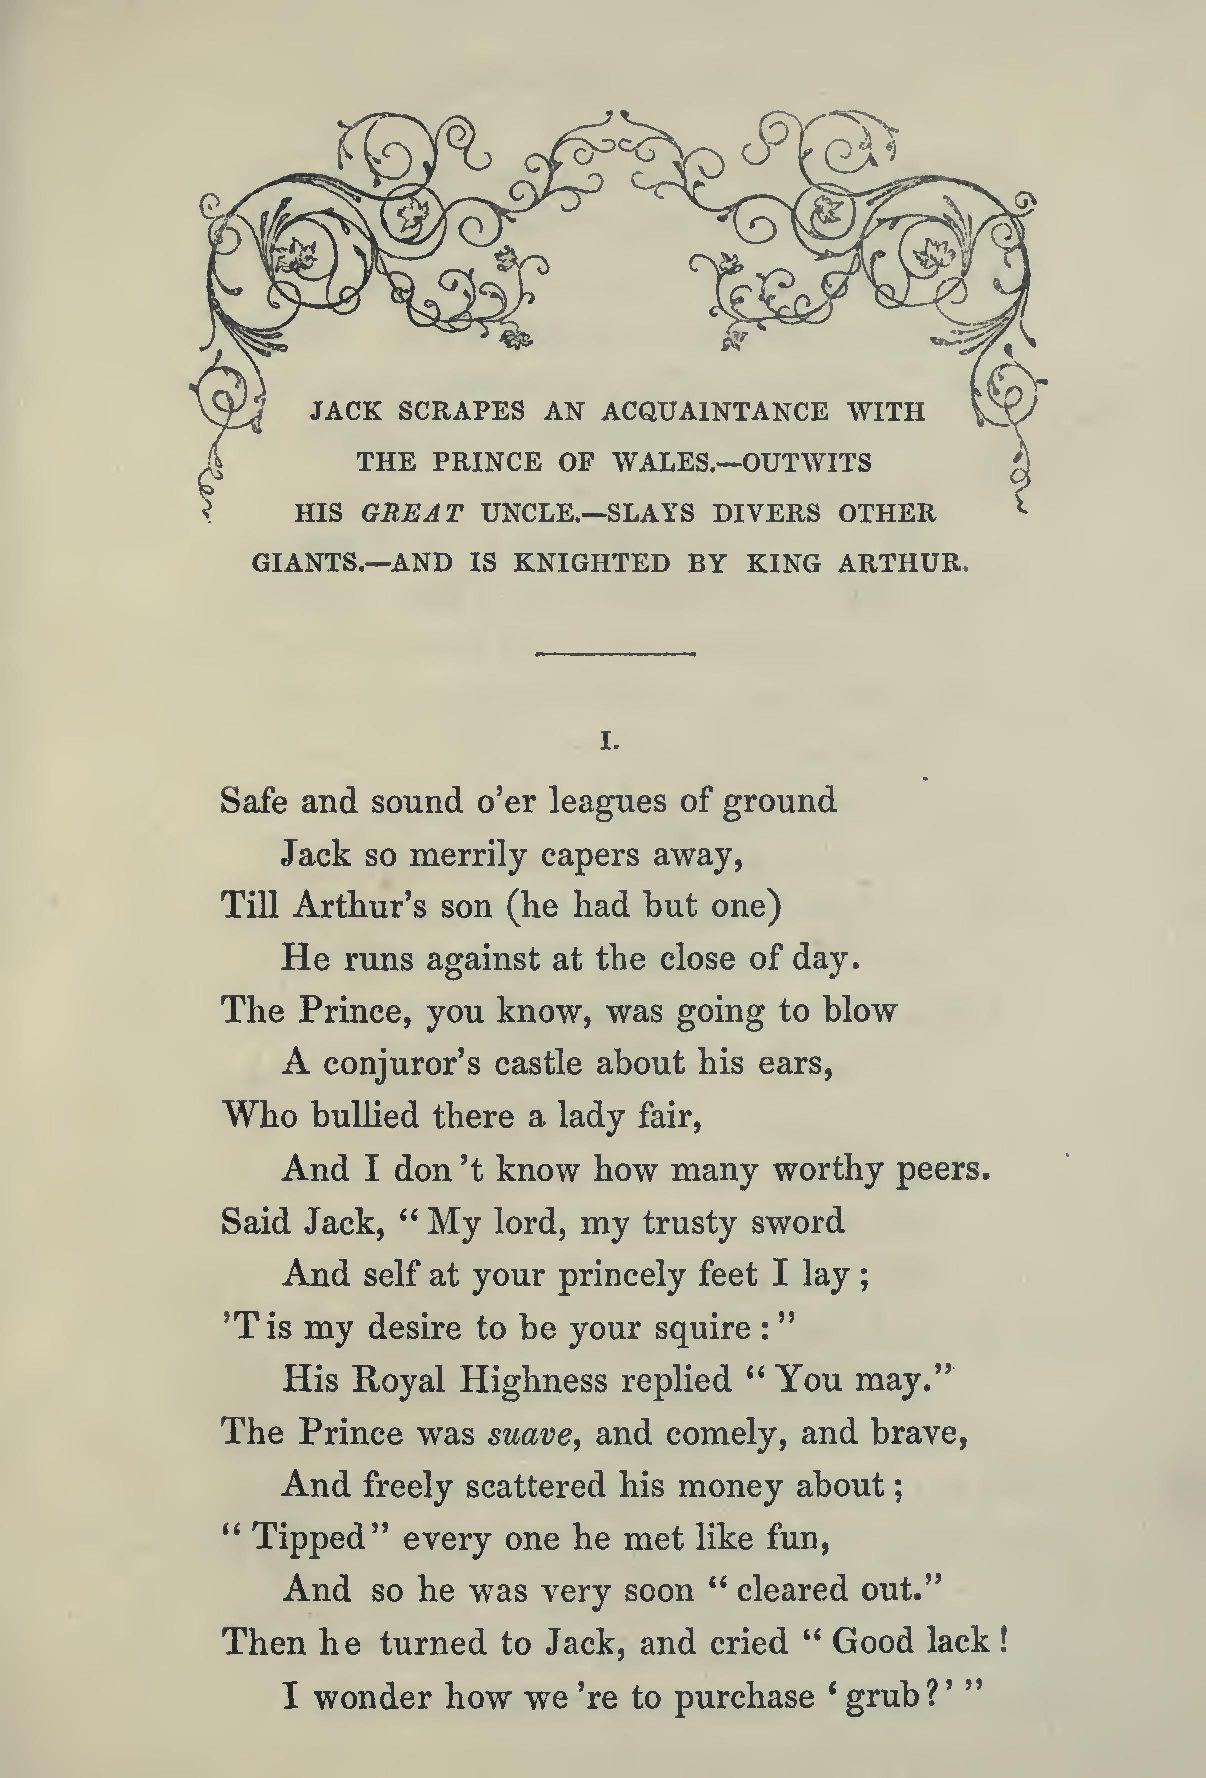 JACK SCRAPES AN ACQUAINTANCE WITH
THE PRINCE OF WALES.—OUTWITS
HIS GREAT UNCLE.—SLAYS DIVERS OTHER
GIANTS.—AND IS KNIGHTED BY KING ARTHUR.
I.
Safe and sound o'er leagues of ground
Jack so merrily capers away,
Till Arthur's son (he had but one)
He runs against at the close of day.
The Prince, you know, was going to blow
A conjuror's castle about his ears,
Who bullied there a lady fair,
And I don't know how many worthy peers.
Said Jack, "My lord, my trusty sword
And self at your princely feet I lay;
'Tis my desire to be your squire:"
His Royal Highness replied "You may."
The Prince was suave, and comely, and brave,
And freely scattered his money about;
"Tipped" every one he met like fun,
And so he was very soon "cleared out."
Then he turned to Jack, and cried "Good lack!
I wonder how we're to purchase 'grub?'"